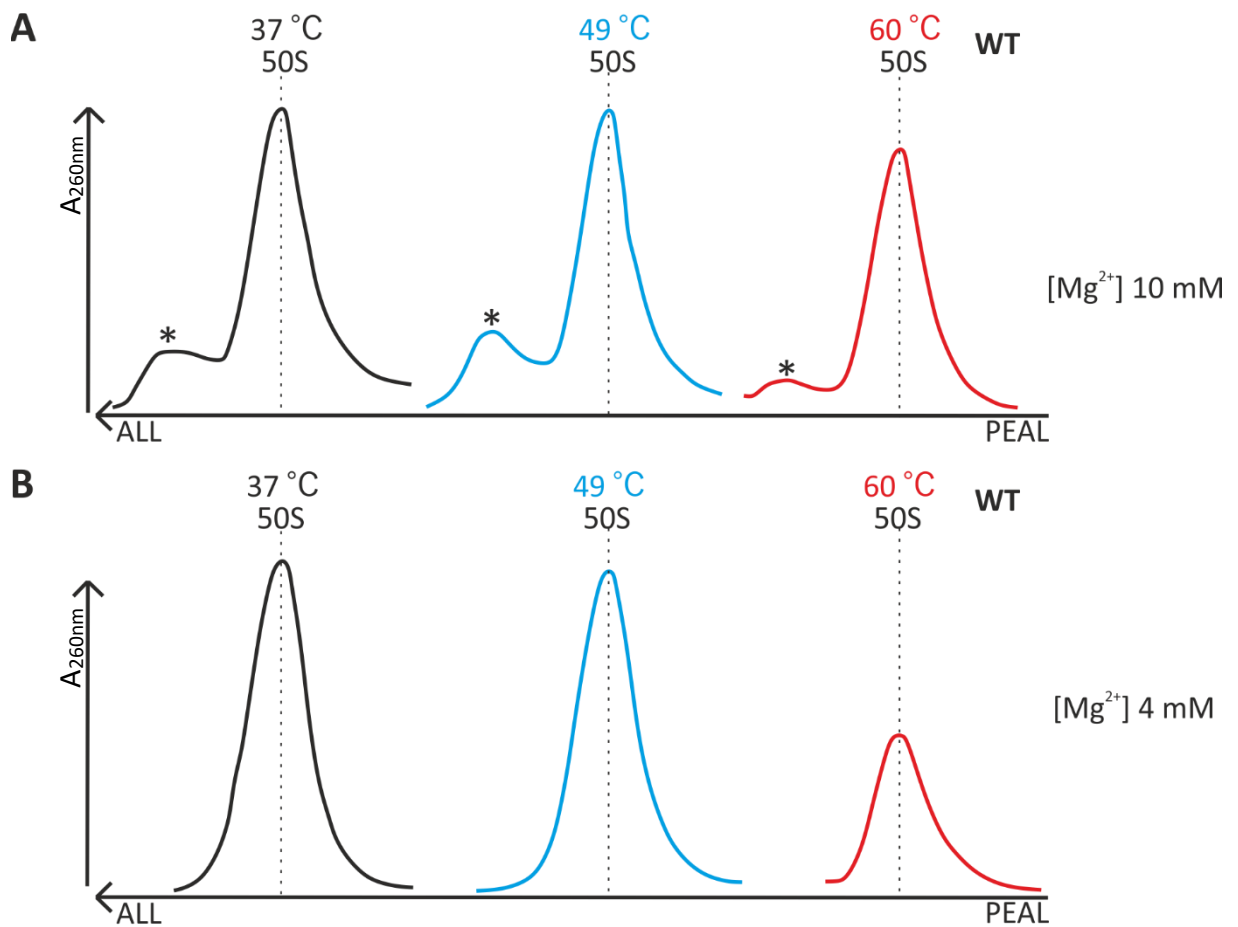 A
37 °C 49 °C 60 °C WT
50S 50S 50S
A260nm
* * *
[Mg2+] 10 mM
ALL PEAL
B
37 °C 49 °C 60 °C WT
50S 50S 50S
A260nm
[Mg2+] 4 mM
ALL PEAL